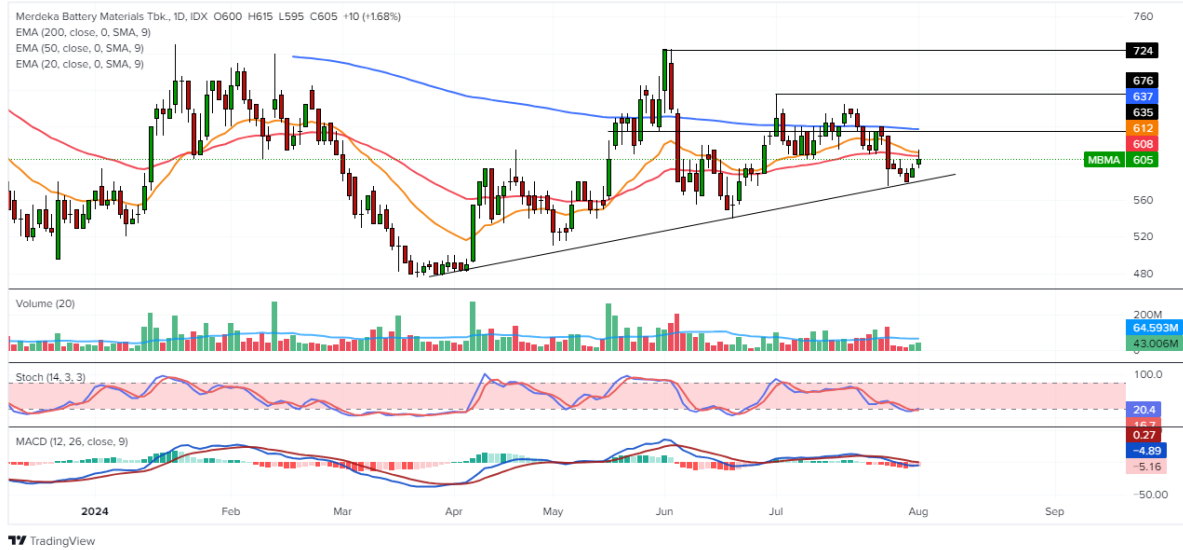 Merdeka Battery Materials Tbk., 1D, IDX O600 H615 L595 C605 +10 (+1.68%)
EMA (200, close, 0, SMA, 9)
EMA (50, close, 0, SMA, 9)
EMA (20, close, 0, SMA, 9)
760
724
676
637
635
612
608
MBMA 605
560
520
480
Volume (20)
200M
64.593M
43.006M
0
Stoch (14, 3, 3)
100.0
20.4
16.7
MACD (12, 26, close, 9)
0.27
−4.89
−5.16
−50.00
2024 Feb Mar Apr May Jun Jul Aug Sep
TradingView